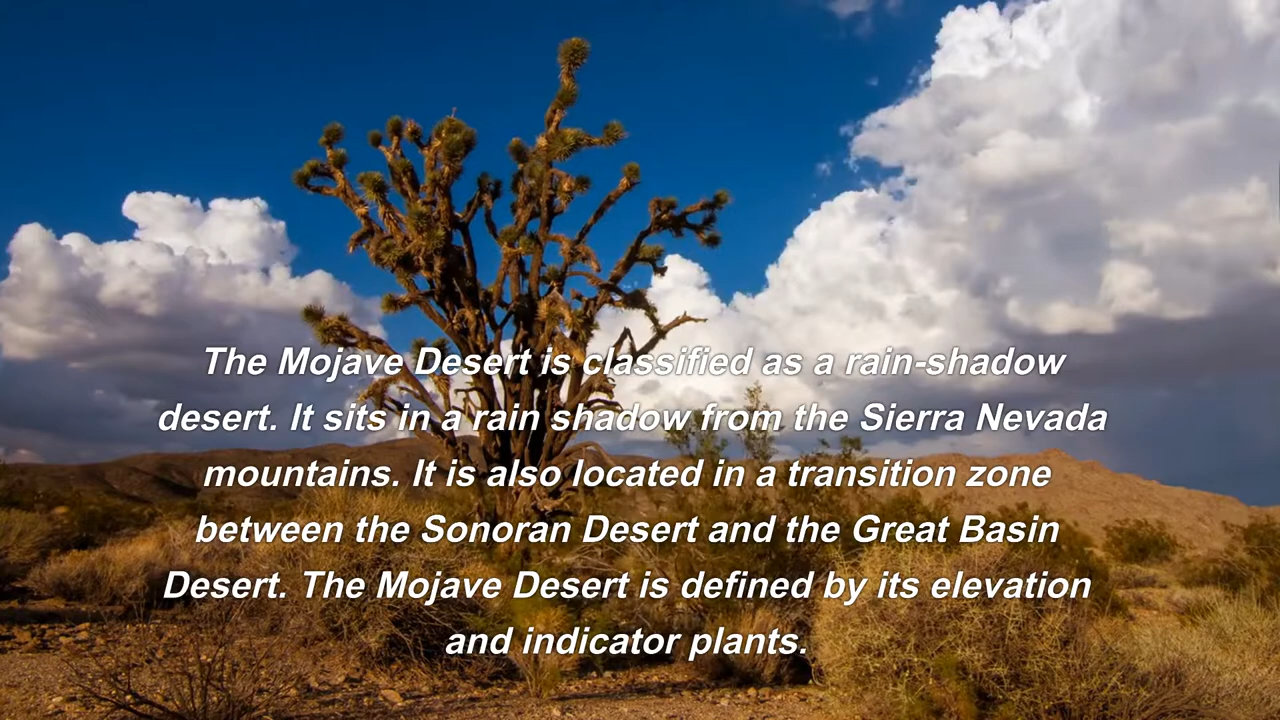 The Mojave Desert is classified as a rain-shadow
desert. It sits in a rain shadow from the Sierra Nevada
mountains. It is also located in a transition zone
between the Sonoran Desert and the Great Basin
Desert. The Mojave Desert is defined by its elevation
and indicator plants.